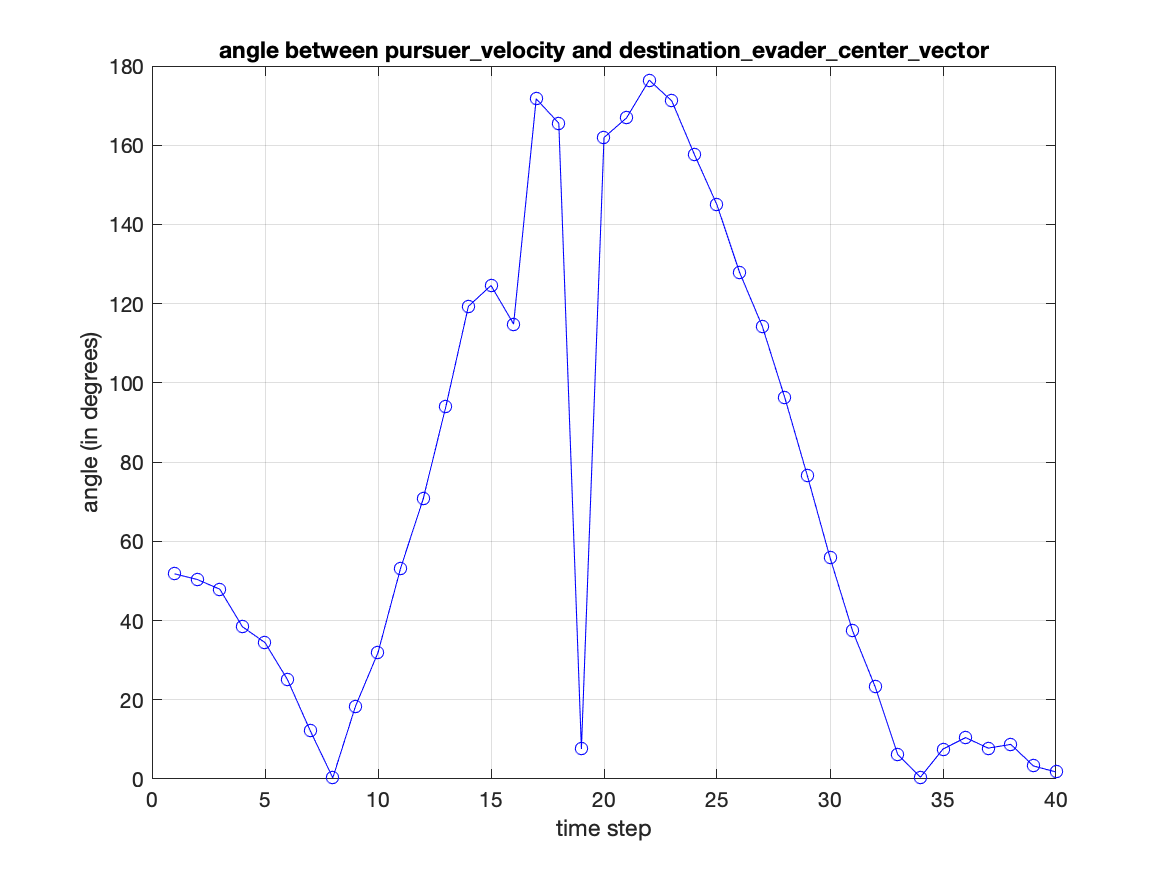 angle between pursuer_velocity and destination_evader_center_vector
180
160
140
120
100
80
60
40
20
0
angle (in degrees)
0 5 10 15 20 25 30 35 40
time step